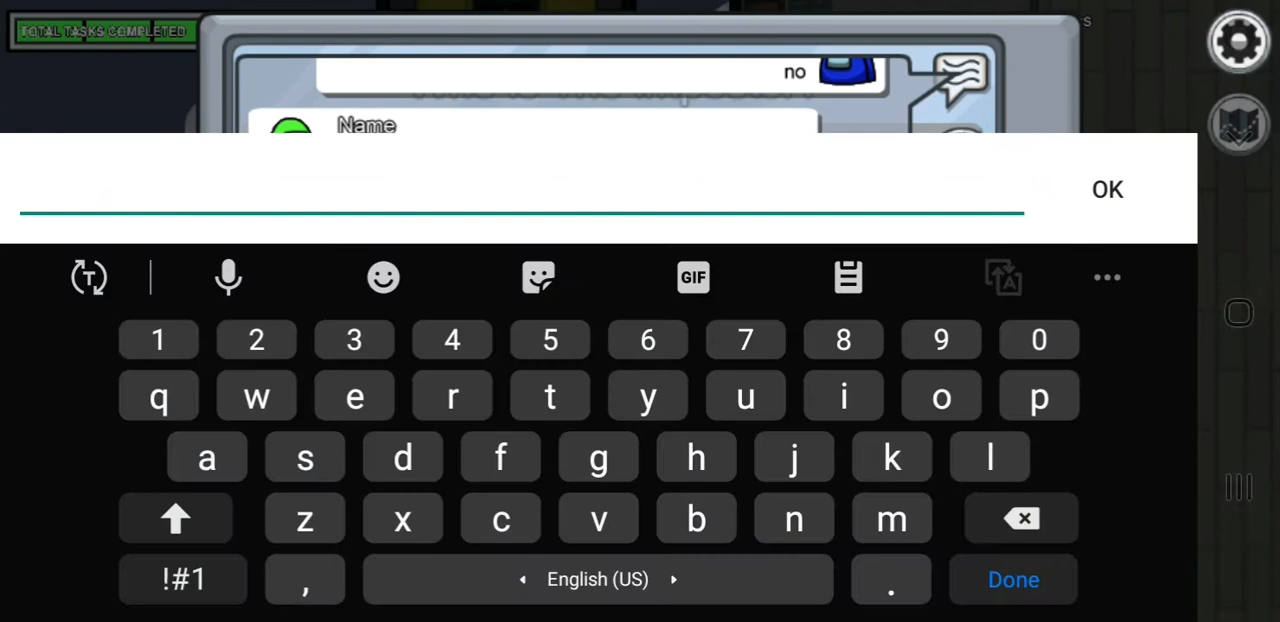 TOTAL TASKS COMPLETED
s
no
Name
OK
T
GIF
A
1 2 3 4 5 6 7 8 9 0
q w e r t y u i o p
a s d f g h j k l
z x c v b n m
!#1 , English (US) . Done